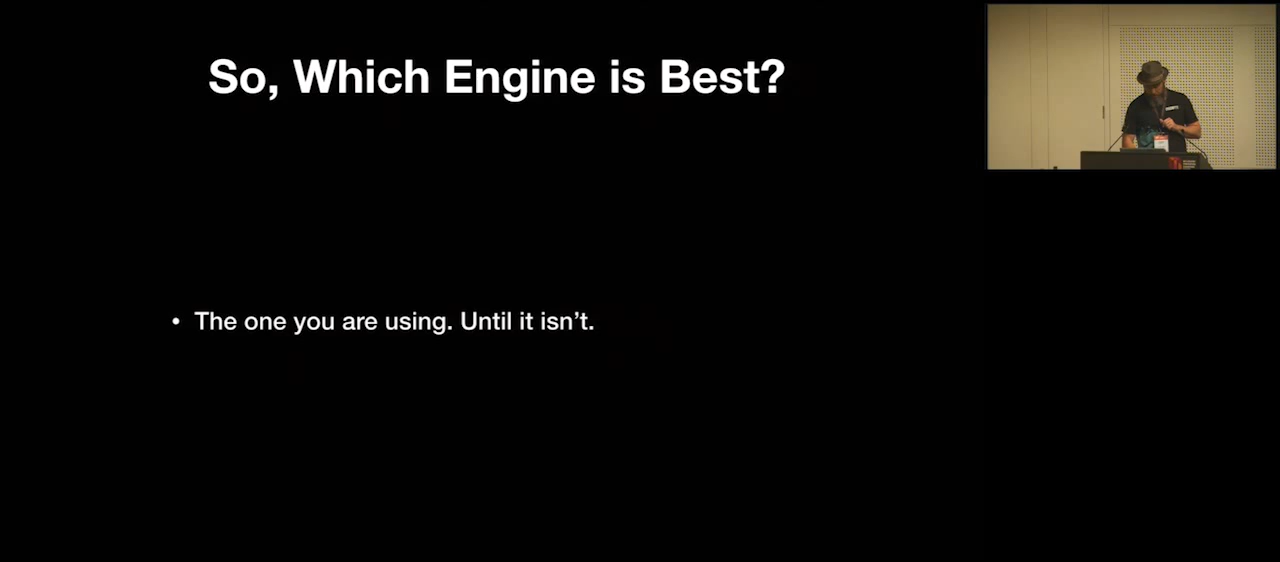 So, Which Engine is Best?
• The one you are using. Until it isn’t.